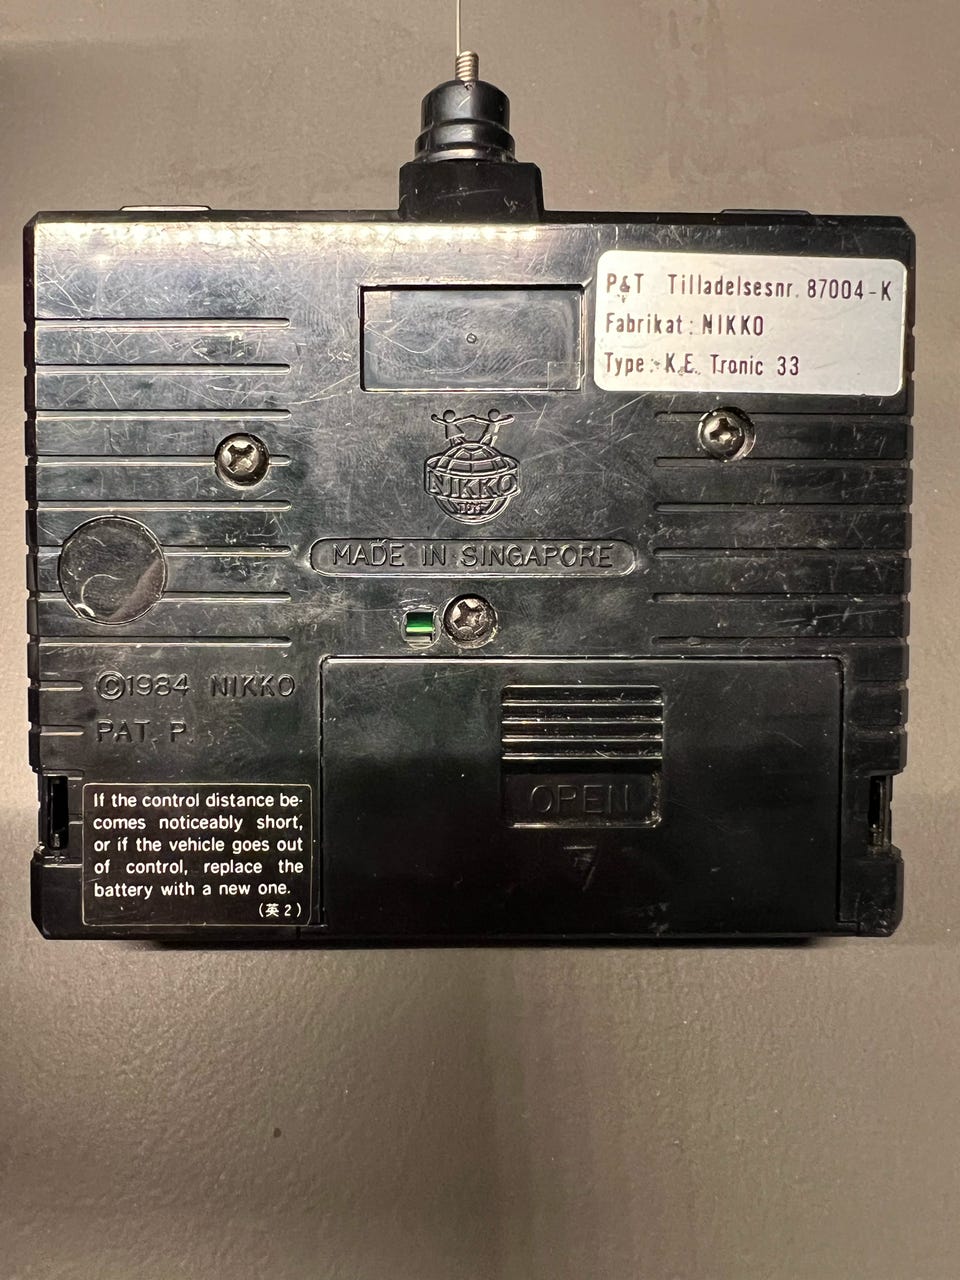 P&T Tilladelsesnr. 87004-K
Fabrikat: NIKKO
Type: K.E. Tronic 33
NIKKO
MADE IN SINGAPORE
©1984 NIKKO
PAT. P.
OPEN
If the control distance be-
comes noticeably short,
or if the vehicle goes out
of control, replace the
battery with a new one.
(英2)